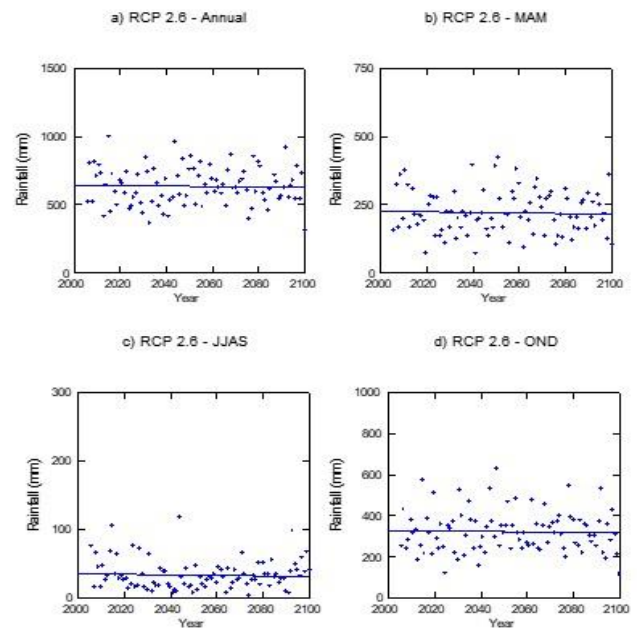 a) RCP 2.6 - Annual
Rainfall (mm)
1500
1000
500
0
2000 2020 2040 2060 2080 2100
Year
b) RCP 2.6 - MAM
Rainfall (mm)
750
500
250
0
2000 2020 2040 2060 2080 2100
Year
c) RCP 2.6 - JJAS
Rainfall (mm)
300
200
100
0
2000 2020 2040 2060 2080 2100
Year
d) RCP 2.6 - OND
Rainfall (mm)
1000
800
600
400
200
0
2000 2020 2040 2060 2080 2100
Year